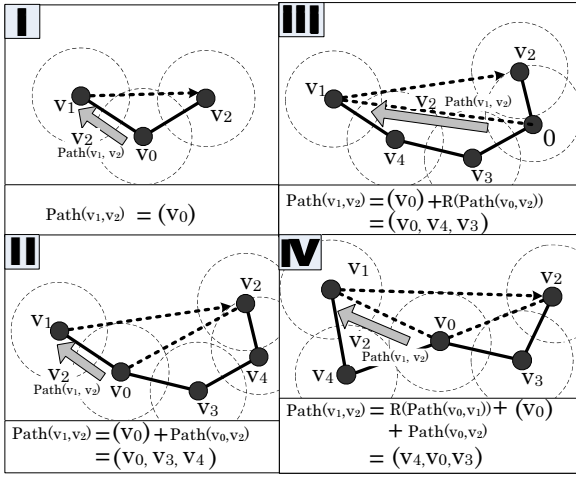 I
V1
V2
V2
V0
Path(V1, V2)
Path(V1,V2) = (V0)
III
V2
V1
V2
Path(V1, V2)
0
V4
V3
Path(V1,V2) = (V0) +R(Path(V0,V2))
= (V0, V4, V3)
II
V2
V1
V2
V4
Path(V1, V2)
V0
V3
Path(V1,V2) = (V0) + Path(V0,V2)
= (V0, V3, V4)
IV
V1
V2
V0
V2
Path(V1, V2)
V4
V3
Path(V1,V2) = R(Path(V0,V1)) + (V0)
+ Path(V0,V2)
= (V4,V0,V3)